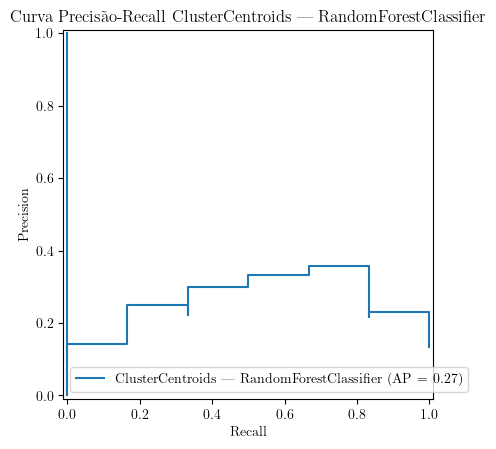 Curva Precisão-Recall ClusterCentroids — RandomForestClassifier
1.0
0.8
0.6
0.4
0.2
0.0
Precision
ClusterCentroids — RandomForestClassifier (AP = 0.27)
0.0 0.2 0.4 0.6 0.8 1.0
Recall